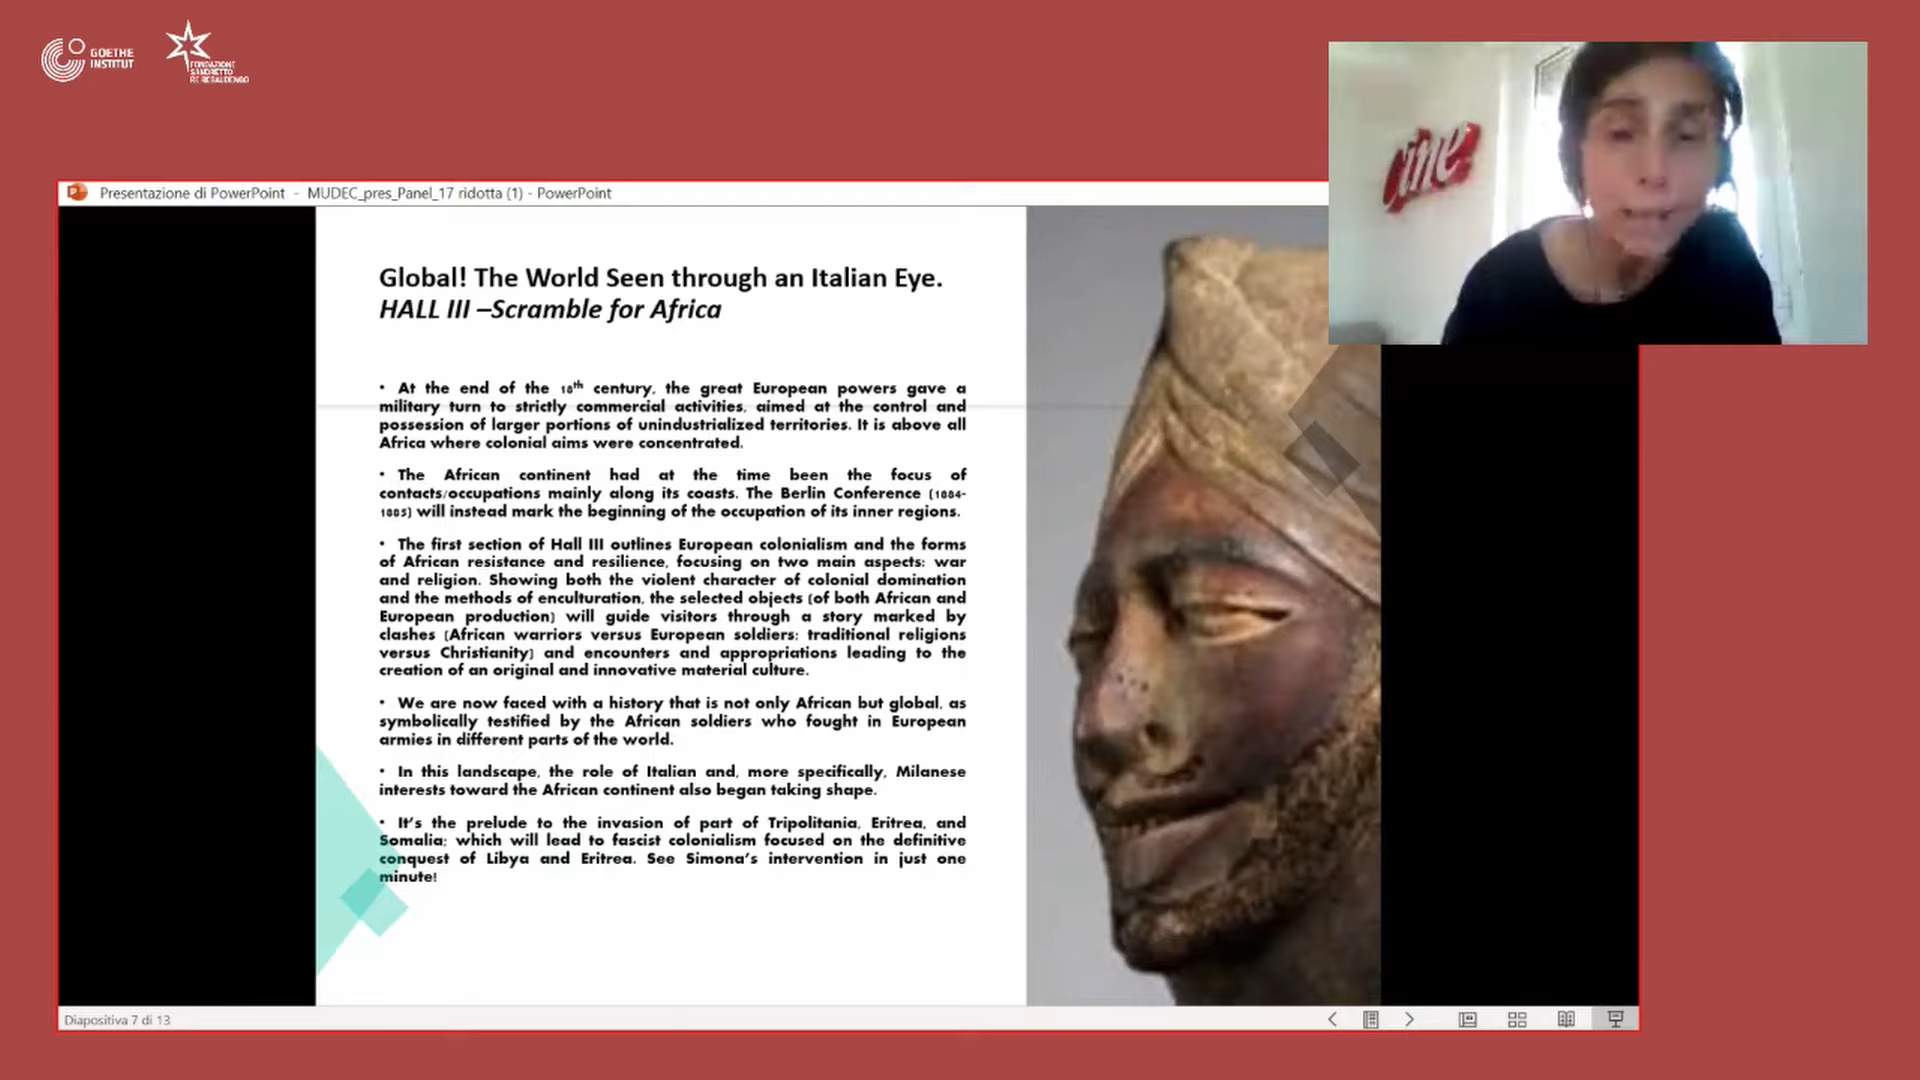 GOETHE
INSTITUT
FONDAZIONE
SANDRETTO
RE REBAUDENGO
cine
Presentazione di PowerPoint - MUDEC_pres_Panel_17 ridotta (1) - PowerPoint
Global! The World Seen through an Italian Eye.
HALL III –Scramble for Africa
• At the end of the 18th century, the great European powers gave a
military turn to strictly commercial activities, aimed at the control and
possession of larger portions of unindustrialized territories. It is above all
Africa where colonial aims were concentrated.
• The African continent had at the time been the focus of
contacts/occupations mainly along its coasts. The Berlin Conference (1884-
1885) will instead mark the beginning of the occupation of its inner regions.
• The first section of Hall III outlines European colonialism and the forms
of African resistance and resilience, focusing on two main aspects: war
and religion. Showing both the violent character of colonial domination
and the methods of enculturation, the selected objects (of both African and
European production) will guide visitors through a story marked by
clashes (African warriors versus European soldiers; traditional religions
versus Christianity) and encounters and appropriations leading to the
creation of an original and innovative material culture.
• We are now faced with a history that is not only African but global, as
symbolically testified by the African soldiers who fought in European
armies in different parts of the world.
• In this landscape, the role of Italian and, more specifically, Milanese
interests toward the African continent also began taking shape.
• It's the prelude to the invasion of part of Tripolitania, Eritrea, and
Somalia; which will lead to fascist colonialism focused on the definitive
conquest of Libya and Eritrea. See Simona's intervention in just one
minute!
Diapositiva 7 di 13